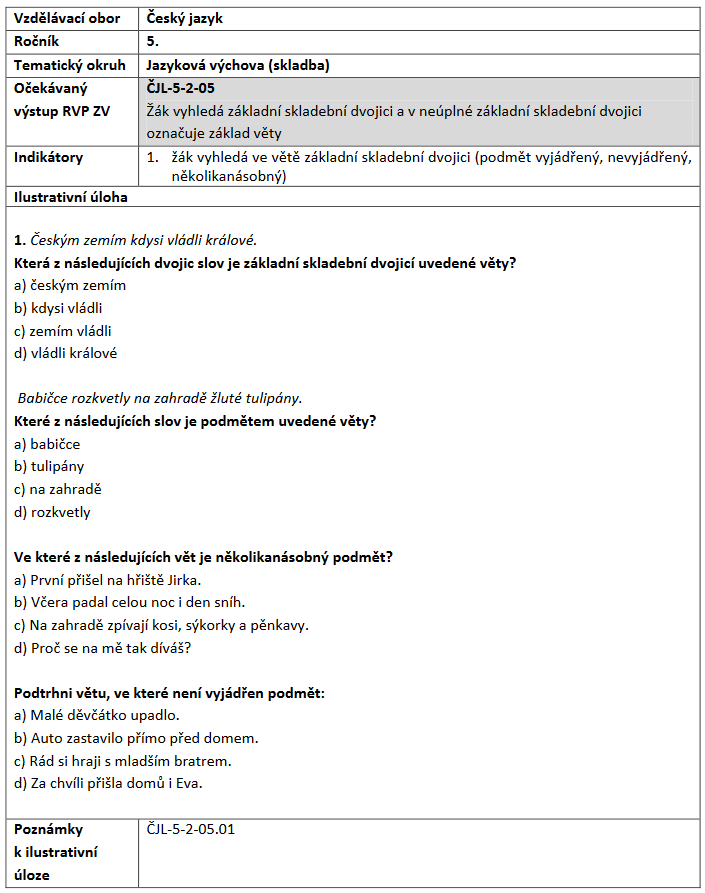 Vzdělávací obor Český jazyk
Ročník 5.
Tematický okruh Jazyková výchova (skladba)
Očekávaný ČJL-5-2-05
výstup RVP ZV Žák vyhledá základní skladební dvojici a v neúplné základní skladební dvojici
označuje základ věty
Indikátory 1. žák vyhledá ve větě základní skladební dvojici (podmět vyjádřený, nevyjádřený,
několikanásobný)
Ilustrativní úloha
1. Českým zemím kdysi vládli králové.
Která z následujících dvojic slov je základní skladební dvojicí uvedené věty?
a) českým zemím
b) kdysi vládli
c) zemím vládli
d) vládli králové
Babičce rozkvetly na zahradě žluté tulipány.
Které z následujících slov je podmětem uvedené věty?
a) babičce
b) tulipány
c) na zahradě
d) rozkvetly
Ve které z následujících vět je několikanásobný podmět?
a) První přišel na hřiště Jirka.
b) Včera padal celou noc i den sníh.
c) Na zahradě zpívají kosi, sýkorky a pěnkavy.
d) Proč se na mě tak díváš?
Podtrhni větu, ve které není vyjádřen podmět:
a) Malé děvčátko upadlo.
b) Auto zastavilo přímo před domem.
c) Rád si hraji s mladším bratrem.
d) Za chvíli přišla domů i Eva.
Poznámky ČJL-5-2-05.01
k ilustrativní
úloze